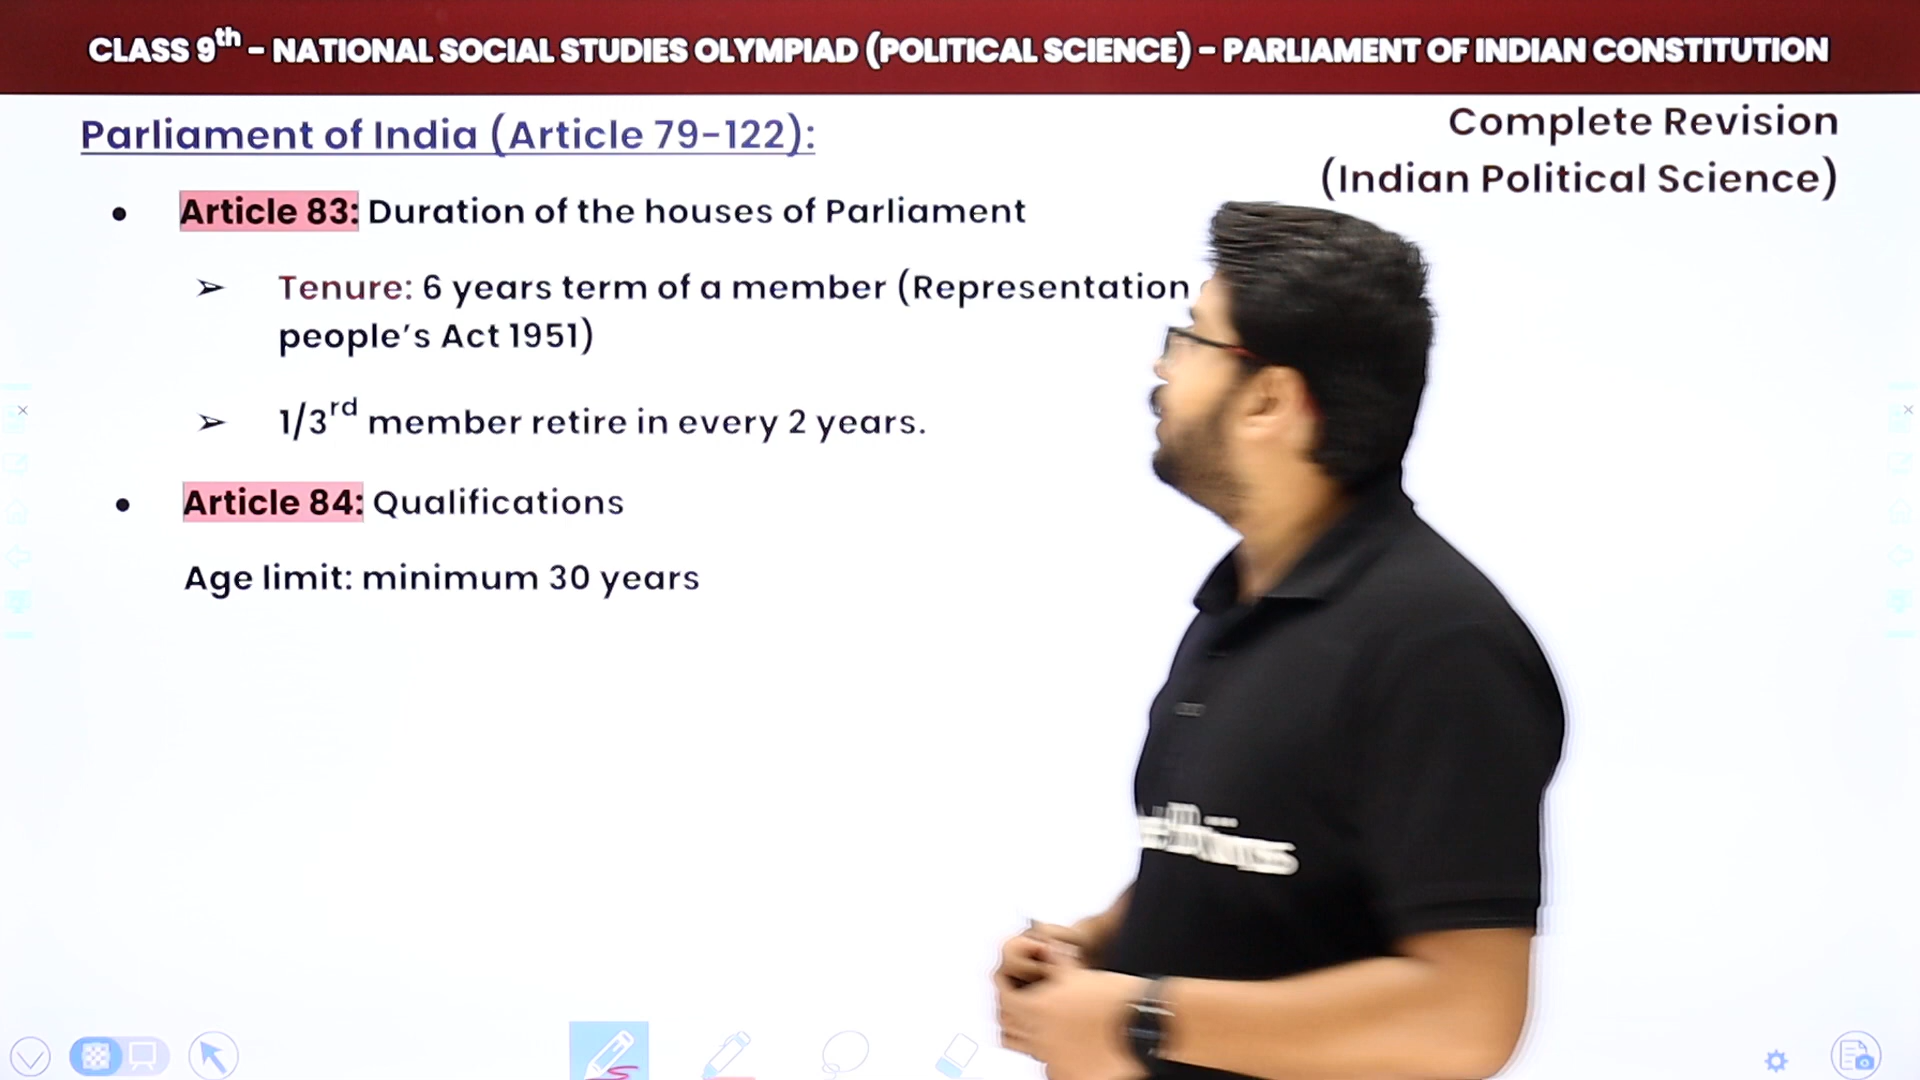 CLASS 9th – NATIONAL SOCIAL STUDIES OLYMPIAD (POLITICAL SCIENCE) – PARLIAMENT OF INDIAN CONSTITUTION
Parliament of India (Article 79-122):
Complete Revision
(Indian Political Science)
• Article 83: Duration of the houses of Parliament
➢ Tenure: 6 years term of a member (Representation
people's Act 1951)
➢ 1/3rd member retire in every 2 years.
• Article 84: Qualifications
Age limit: minimum 30 years